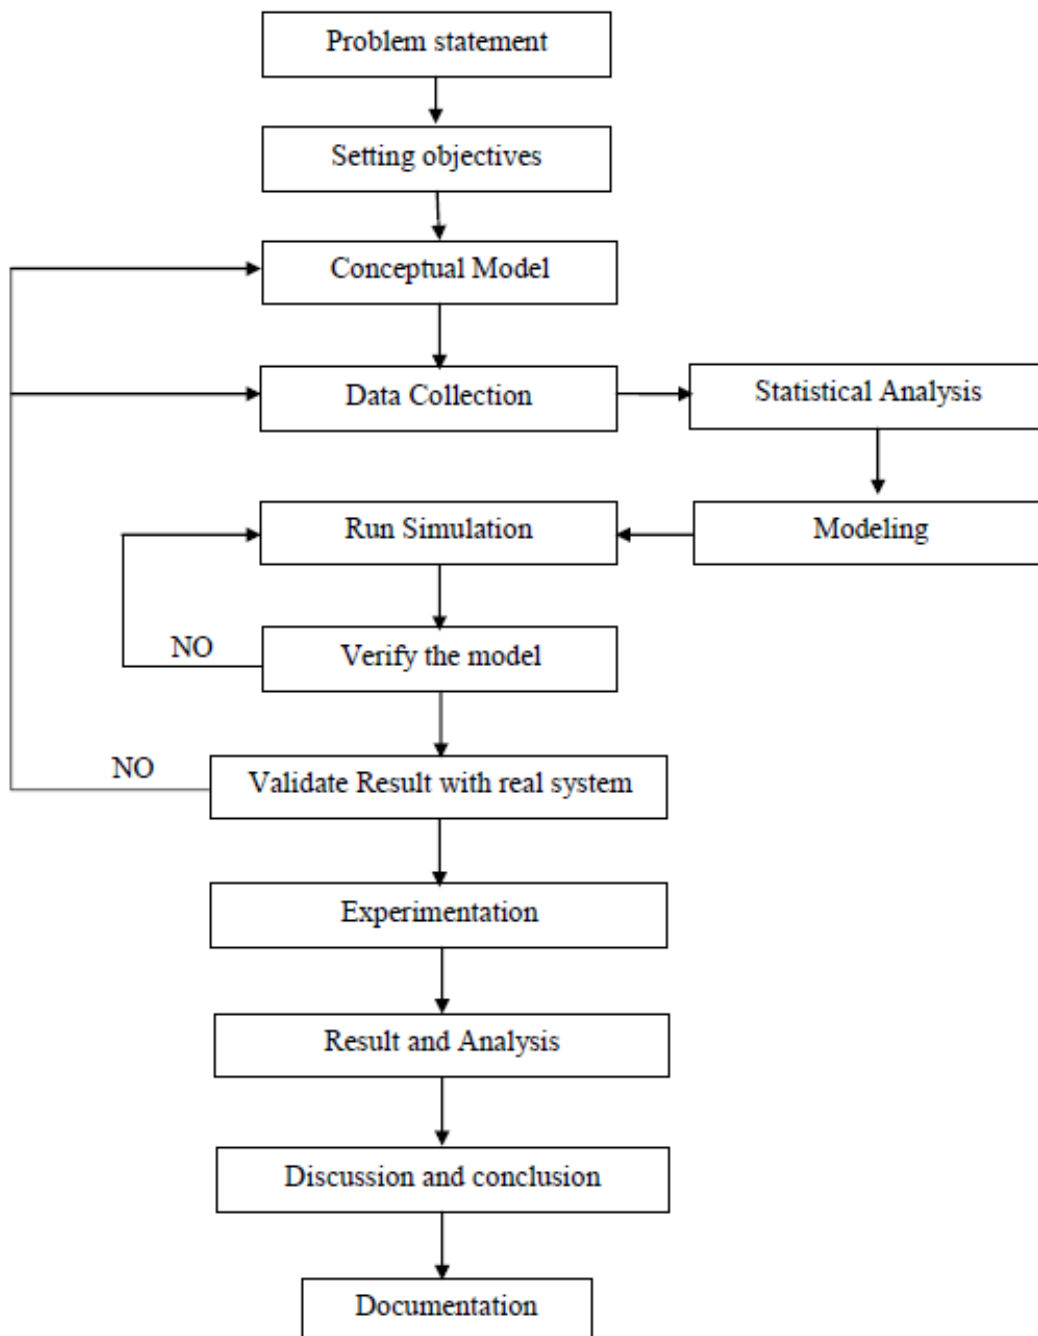 Problem statement
Setting objectives
Conceptual Model
Data Collection
Statistical Analysis
Run Simulation
Modeling
NO
Verify the model
NO
Validate Result with real system
Experimentation
Result and Analysis
Discussion and conclusion
Documentation